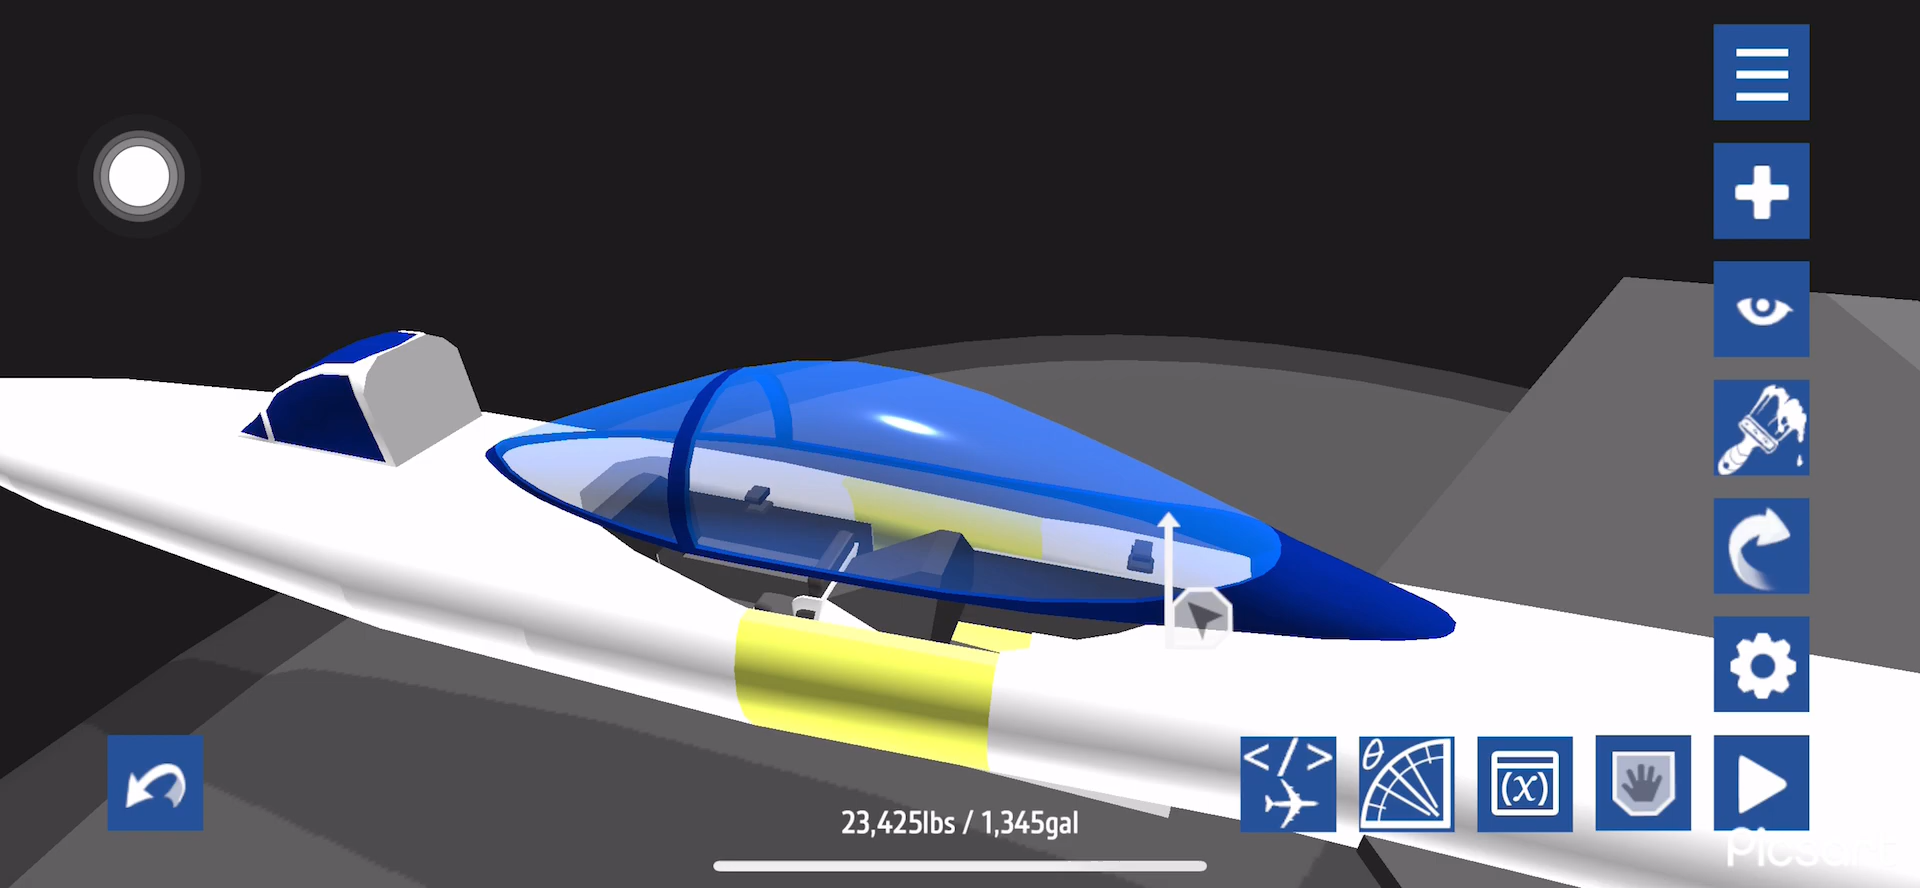 </>
θ
(x)
23,425lbs / 1,345gal